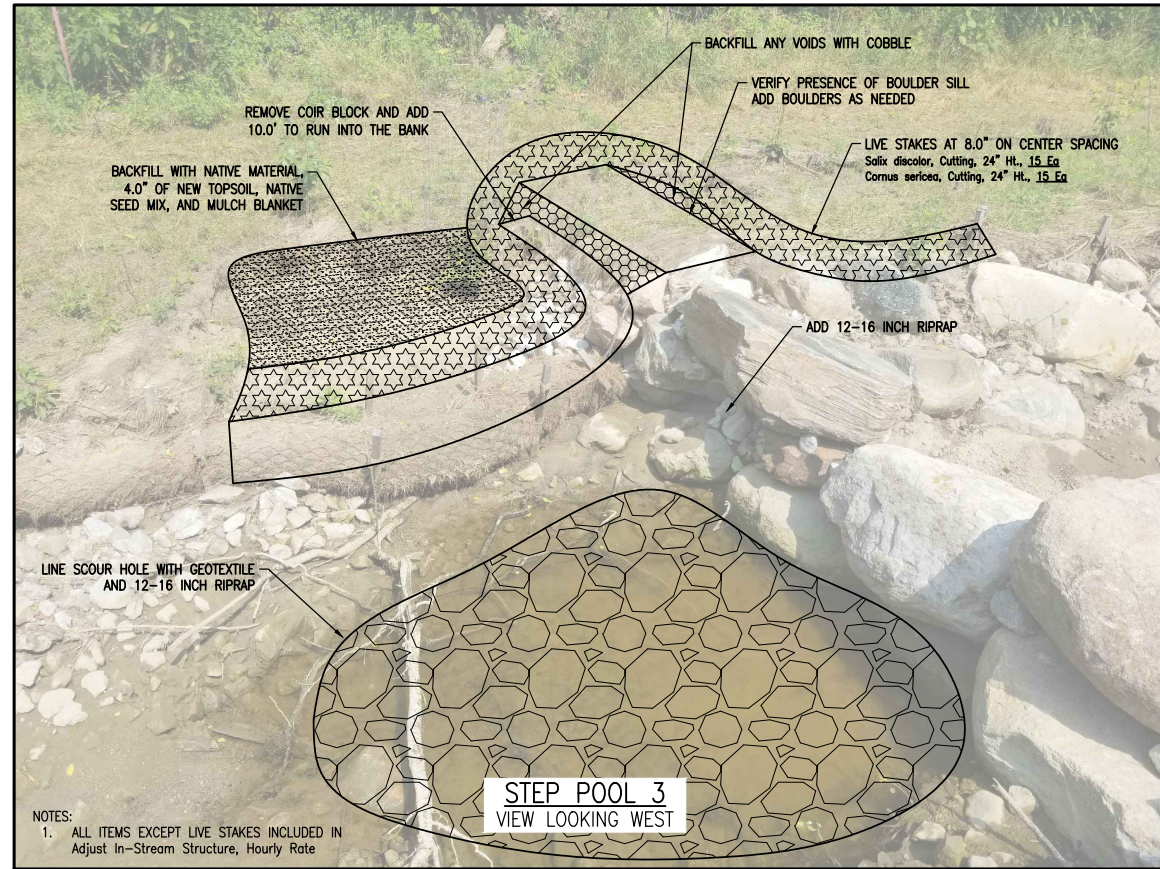 BACKFILL ANY VOIDS WITH COBBLE
VERIFY PRESENCE OF BOULDER SILL
ADD BOULDERS AS NEEDED
REMOVE COIR BLOCK AND ADD
10.0' TO RUN INTO THE BANK
LIVE STAKES AT 8.0" ON CENTER SPACING
Salix discolor, Cutting, 24" Ht., 15 Ea
Cornus sericea, Cutting, 24" Ht., 15 Ea
BACKFILL WITH NATIVE MATERIAL,
4.0" OF NEW TOPSOIL, NATIVE
SEED MIX, AND MULCH BLANKET
ADD 12-16 INCH RIPRAP
LINE SCOUR HOLE WITH GEOTEXTILE
AND 12-16 INCH RIPRAP
STEP POOL 3
VIEW LOOKING WEST
NOTES:
1. ALL ITEMS EXCEPT LIVE STAKES INCLUDED IN
Adjust In-Stream Structure, Hourly Rate